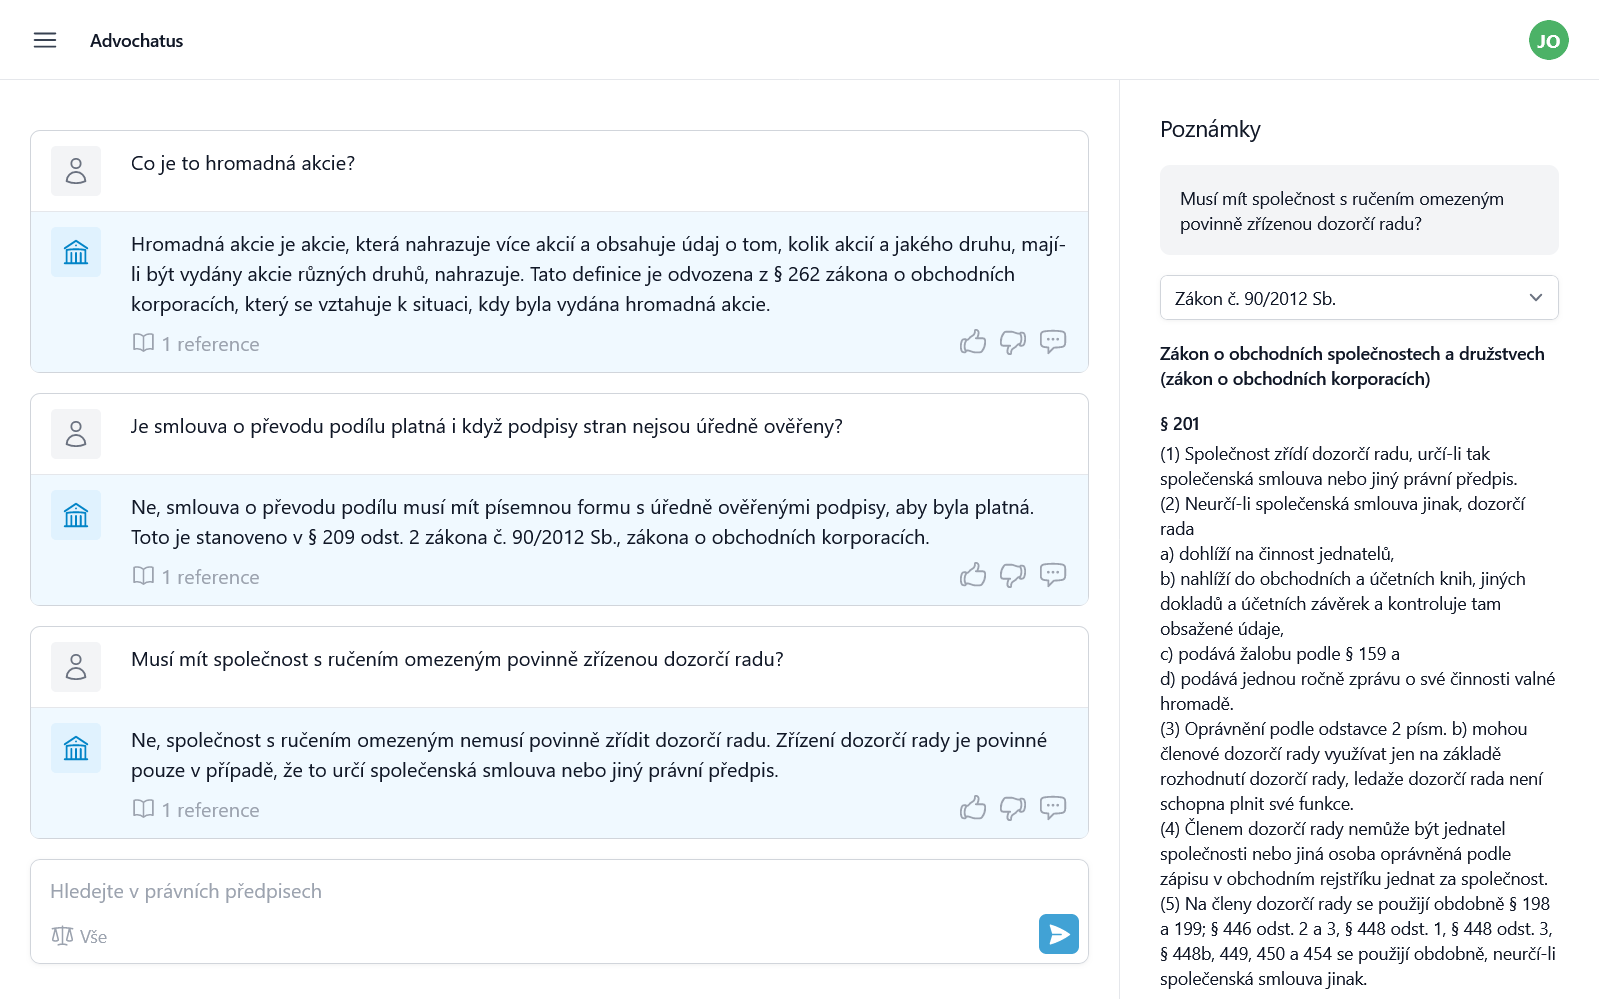 Advochatus
JO
Co je to hromadná akcie?
Hromadná akcie je akcie, která nahrazuje více akcií a obsahuje údaj o tom, kolik akcií a jakého druhu, mají-
li být vydány akcie různých druhů, nahrazuje. Tato definice je odvozena z § 262 zákona o obchodních
korporacích, který se vztahuje k situaci, kdy byla vydána hromadná akcie.
1 reference
Je smlouva o převodu podílu platná i když podpisy stran nejsou úředně ověřeny?
Ne, smlouva o převodu podílu musí mít písemnou formu s úředně ověřenými podpisy, aby byla platná.
Toto je stanoveno v § 209 odst. 2 zákona č. 90/2012 Sb., zákona o obchodních korporacích.
1 reference
Musí mít společnost s ručením omezeným povinně zřízenou dozorčí radu?
Ne, společnost s ručením omezeným nemusí povinně zřídit dozorčí radu. Zřízení dozorčí rady je povinné
pouze v případě, že to určí společenská smlouva nebo jiný právní předpis.
1 reference
Hledejte v právních předpisech
Vše
Poznámky
Musí mít společnost s ručením omezeným
povinně zřízenou dozorčí radu?
Zákon č. 90/2012 Sb.
Zákon o obchodních společnostech a družstvech
(zákon o obchodních korporacích)
§ 201
(1) Společnost zřídí dozorčí radu, určí-li tak
společenská smlouva nebo jiný právní předpis.
(2) Neurčí-li společenská smlouva jinak, dozorčí
rada
a) dohlíží na činnost jednatelů,
b) nahlíží do obchodních a účetních knih, jiných
dokladů a účetních závěrek a kontroluje tam
obsažené údaje,
c) podává žalobu podle § 159 a
d) podává jednou ročně zprávu o své činnosti valné
hromadě.
(3) Oprávnění podle odstavce 2 písm. b) mohou
členové dozorčí rady využívat jen na základě
rozhodnutí dozorčí rady, ledaže dozorčí rada není
schopna plnit své funkce.
(4) Členem dozorčí rady nemůže být jednatel
společnosti nebo jiná osoba oprávněná podle
zápisu v obchodním rejstříku jednat za společnost.
(5) Na členy dozorčí rady se použijí obdobně § 198
a 199; § 446 odst. 2 a 3, § 448 odst. 1, § 448 odst. 3,
§ 448b, 449, 450 a 454 se použijí obdobně, neurčí-li
společenská smlouva jinak.